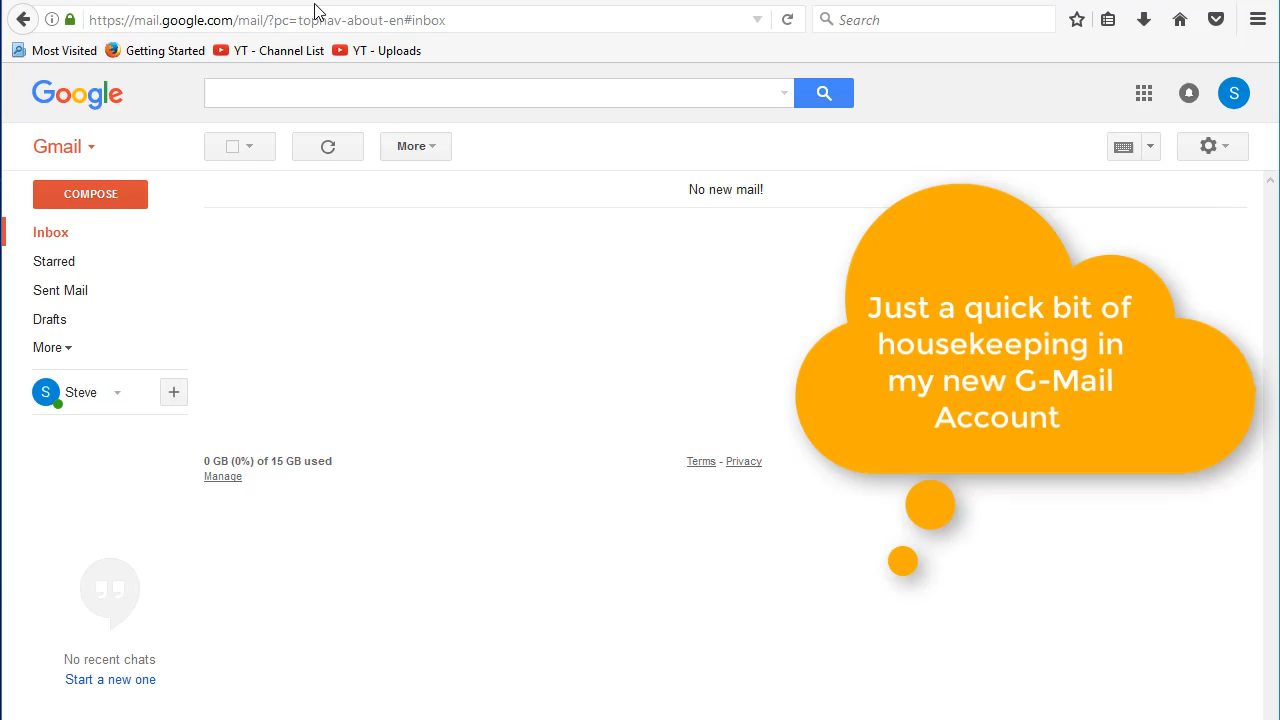 https://mail.google.com/mail/?pc=topnav-about-en#inbox
Search
Most Visited
Getting Started
YT - Channel List
YT - Uploads
Google
S
Gmail
More
COMPOSE
No new mail!
Inbox
Starred
Sent Mail
Drafts
More
S
Steve
+
Just a quick bit of
housekeeping in
my new G-Mail
Account
0 GB (0%) of 15 GB used
Manage
Terms - Privacy
No recent chats
Start a new one